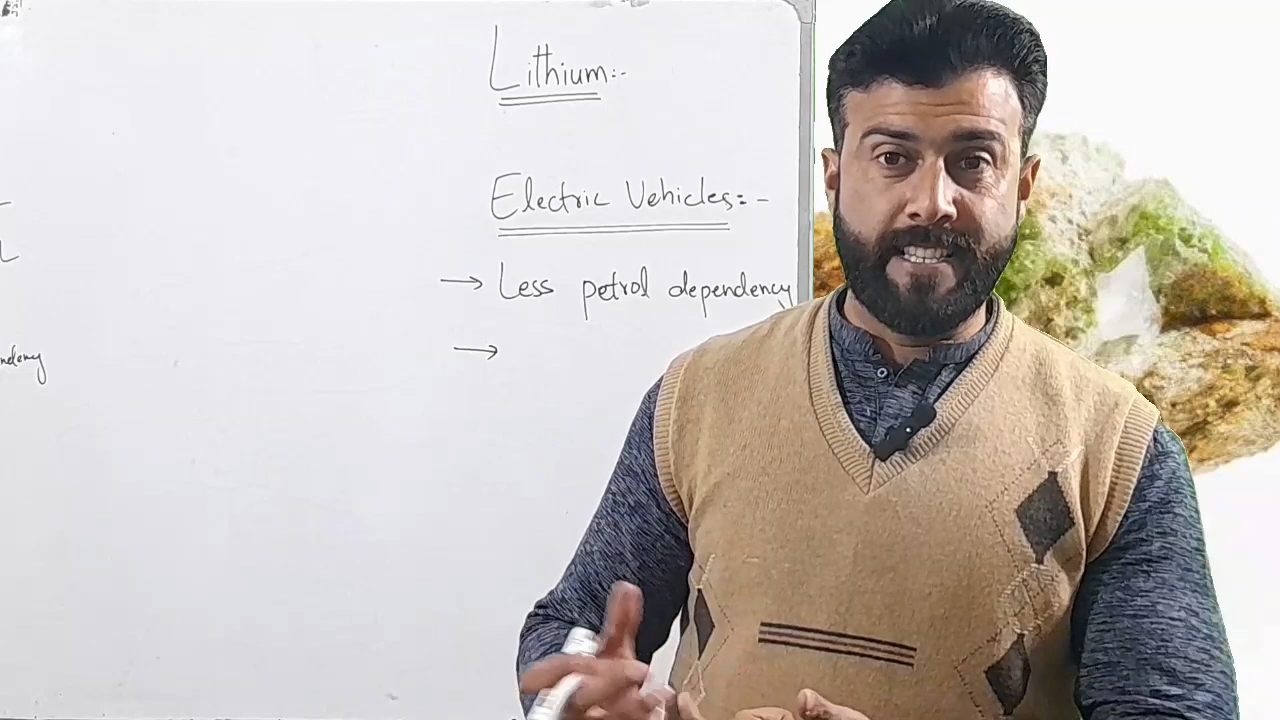 Lithium:-
Electric Vehicles:-
→ Less petrol dependency
→